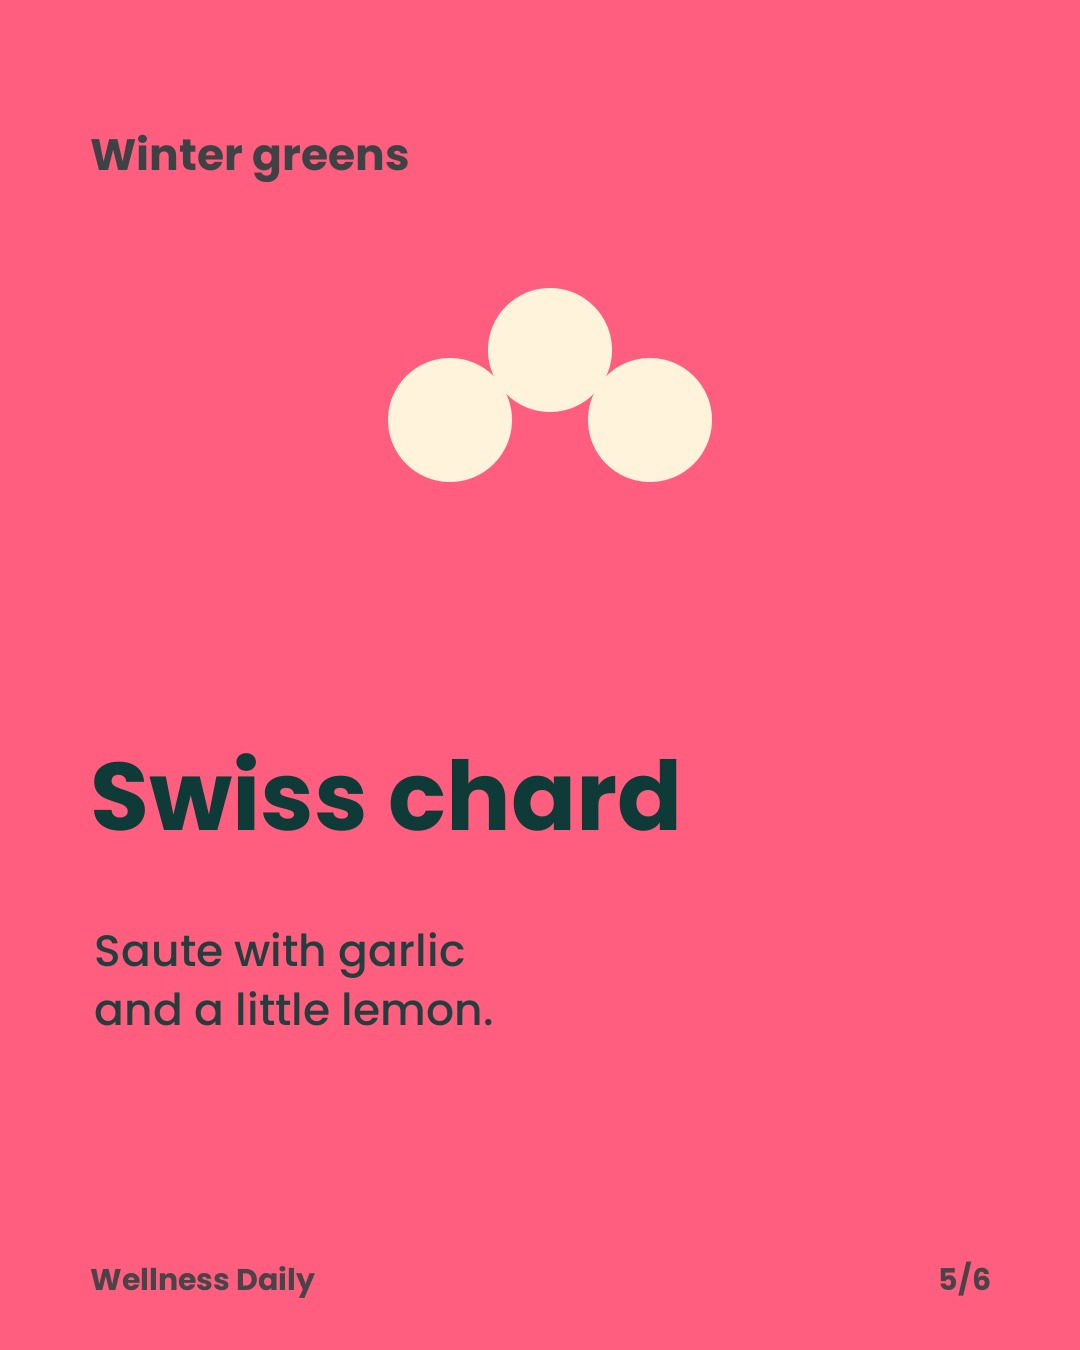 Winter greens
Swiss chard
Saute with garlic
and a little lemon.
Wellness Daily
5/6